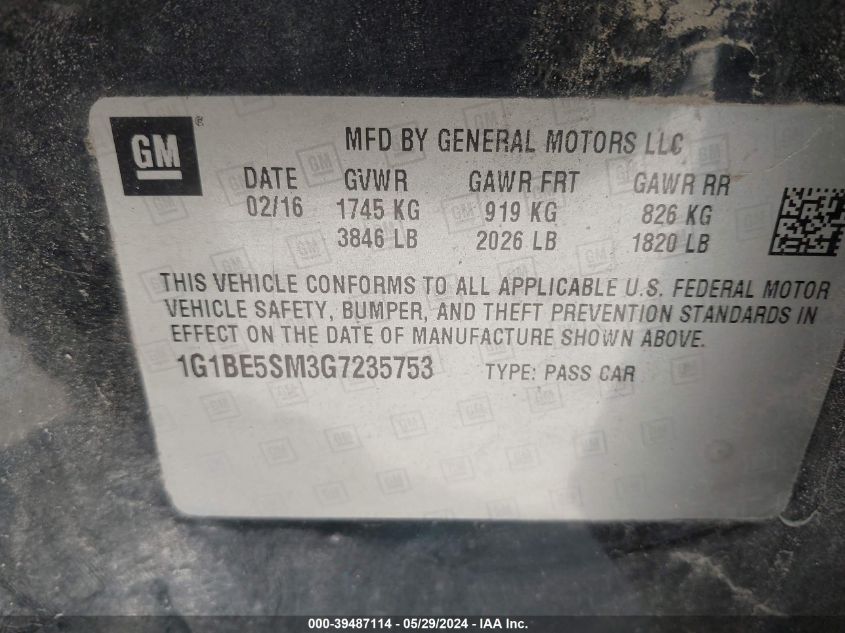 GM ®
MFD BY GENERAL MOTORS LLC
DATE GVWR GAWR FRT GAWR RR
02/16 1745 KG 919 KG 826 KG
3846 LB 2026 LB 1820 LB
THIS VEHICLE CONFORMS TO ALL APPLICABLE U.S. FEDERAL MOTOR
VEHICLE SAFETY, BUMPER, AND THEFT PREVENTION STANDARDS IN
EFFECT ON THE DATE OF MANUFACTURE SHOWN ABOVE.
1G1BE5SM3G7235753 TYPE: PASS CAR
000-39487114 - 05/29/2024 - IAA Inc.